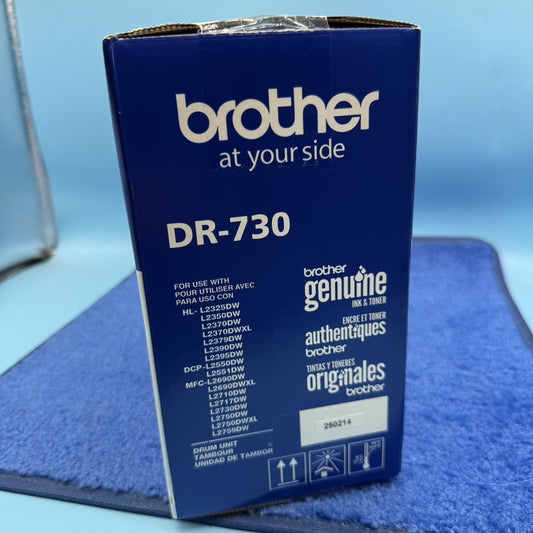 brother
at your side
DR-730
FOR USE WITH
POUR UTILISER AVEC
PARA USO CON
HL- L2325DW
L2350DW
L2370DW
L2370DWXL
L2379DW
L2390DW
L2395DW
DCP-L2550DW
L2551DW
MFC-L2690DW
L2690DWXL
L2710DW
L2717DW
L2730DW
L2750DW
L2750DWXL
L2759DW
DRUM UNIT
TAMBOUR
UNIDAD DE TAMBOR
brother
genuine
INK & TONER
ENCRE ET TONER
authentiques
brother
TINTAS Y TÓNERES
originales
brother
250214